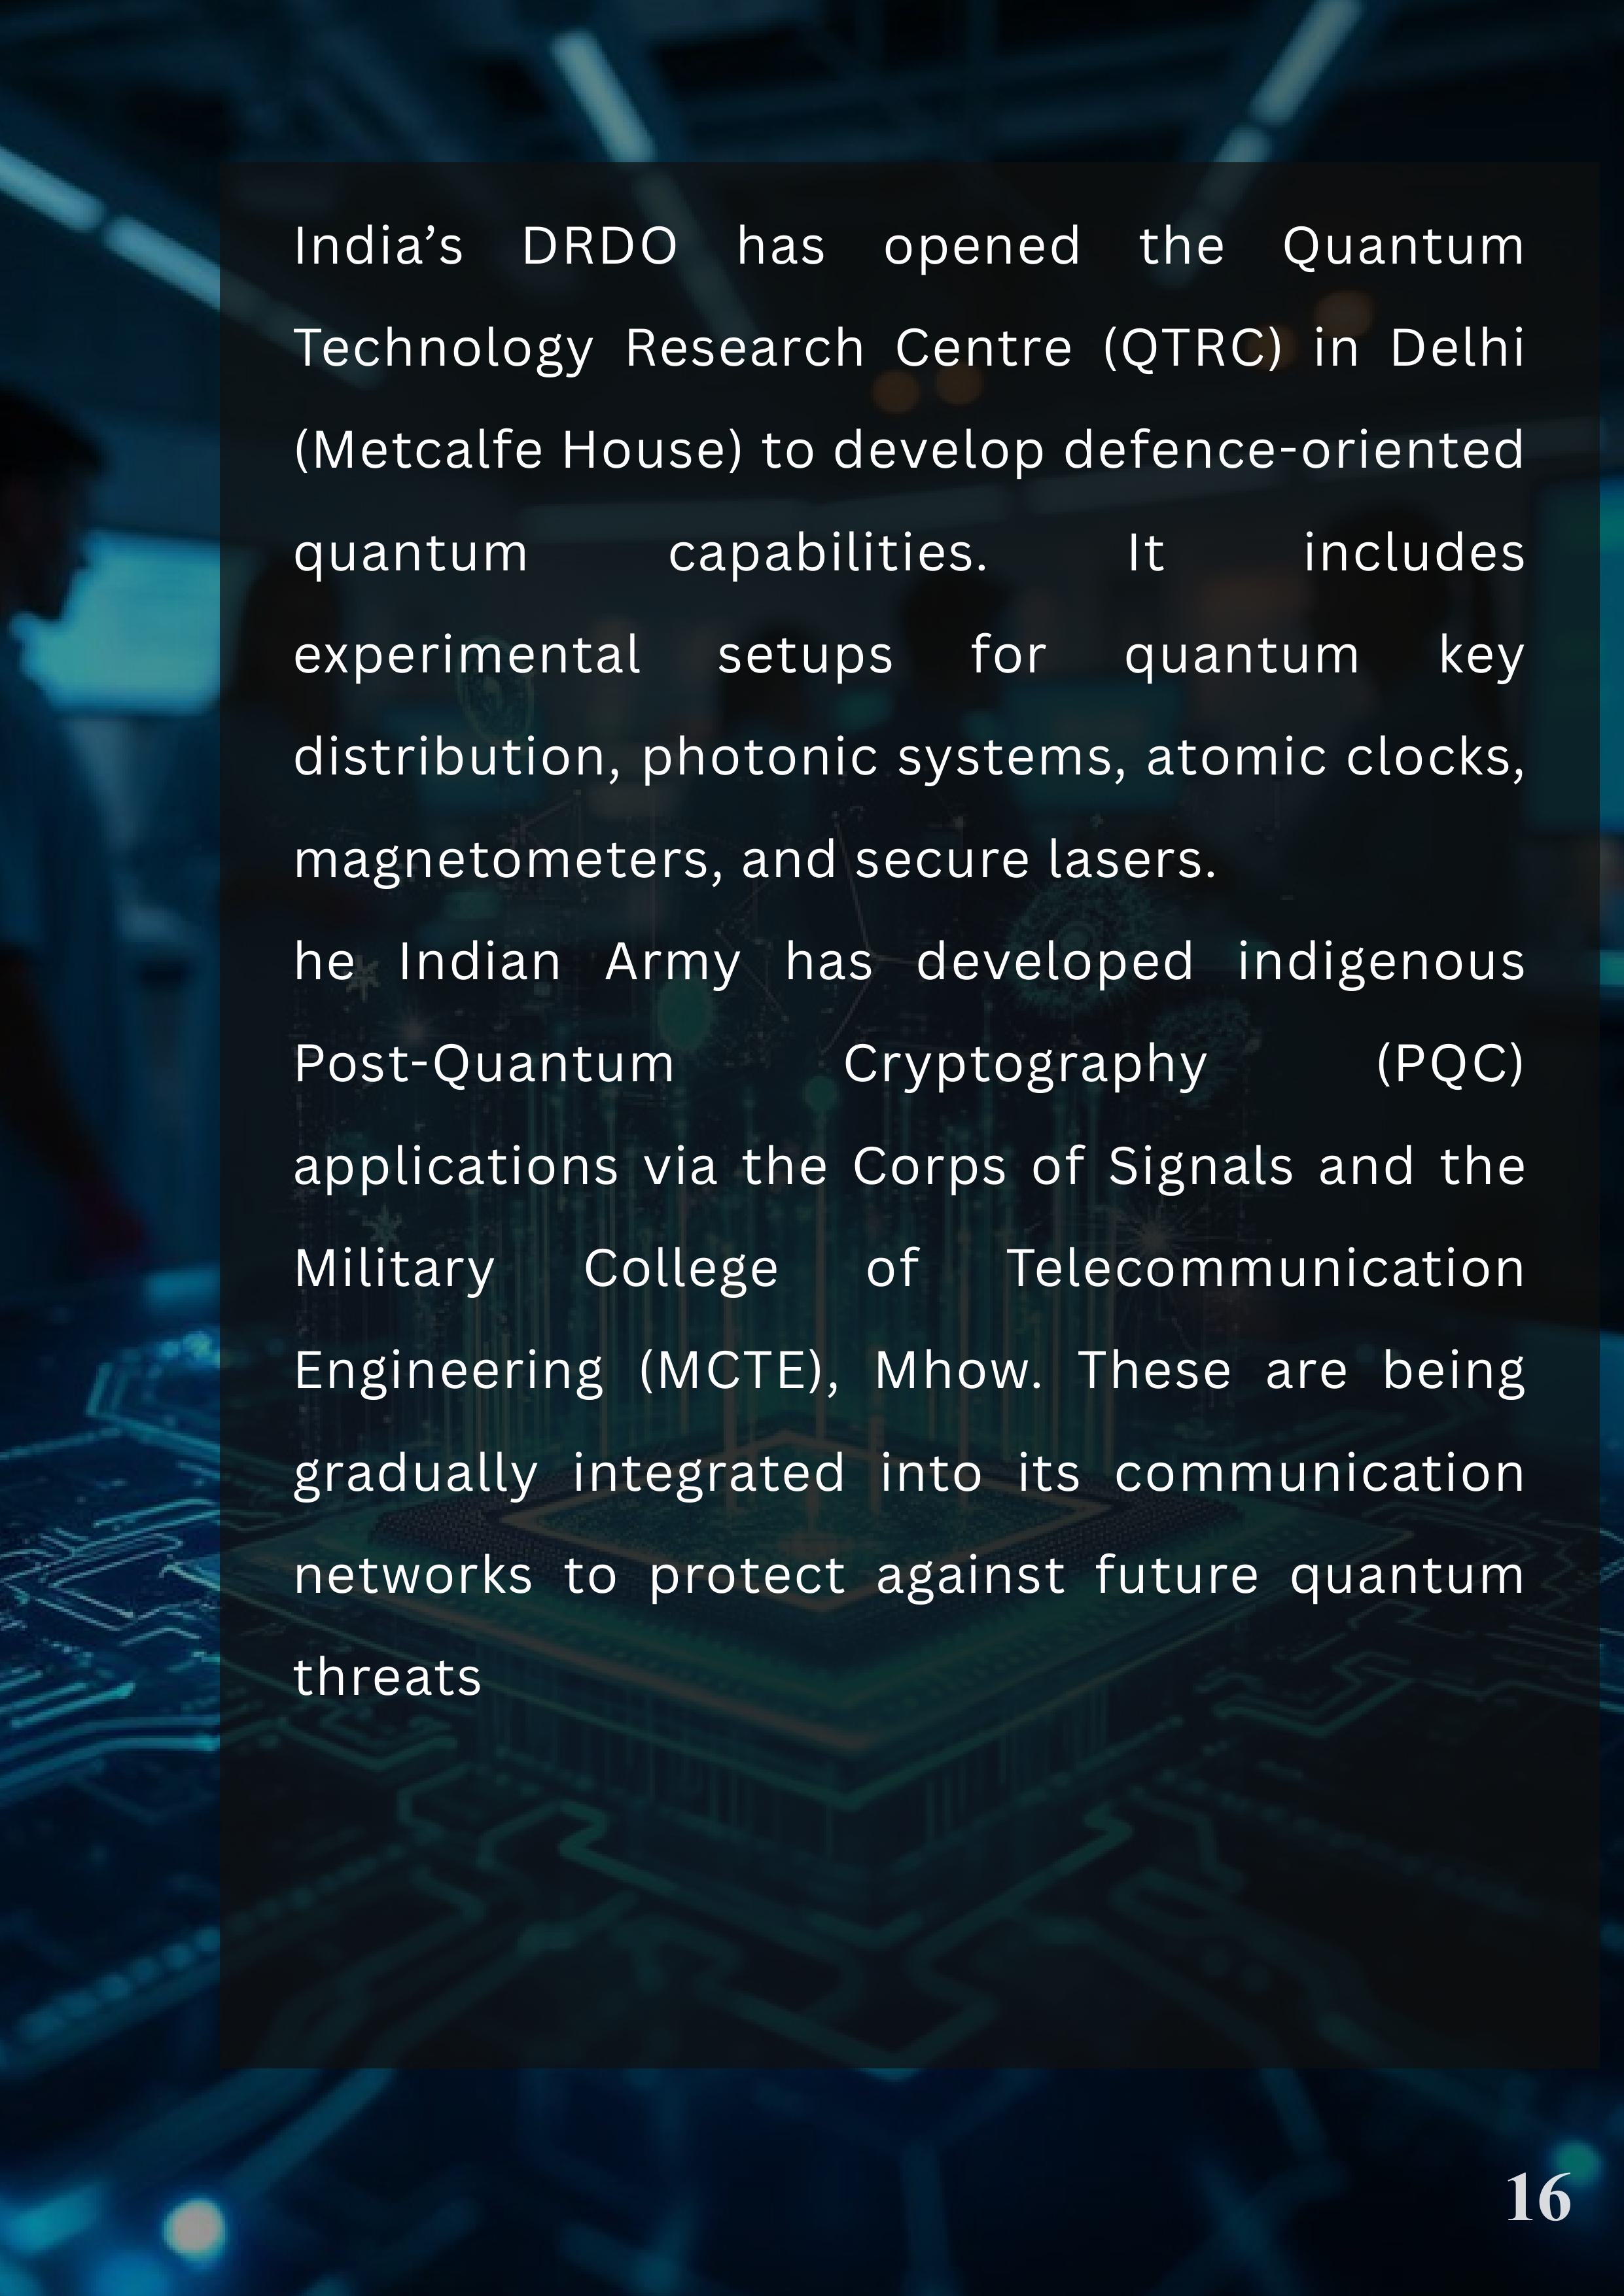 India’s DRDO has opened the Quantum
Technology Research Centre (QTRC) in Delhi
(Metcalfe House) to develop defence-oriented
quantum capabilities. It includes
experimental setups for quantum key
distribution, photonic systems, atomic clocks,
magnetometers, and secure lasers.
he Indian Army has developed indigenous
Post-Quantum Cryptography (PQC)
applications via the Corps of Signals and the
Military College of Telecommunication
Engineering (MCTE), Mhow. These are being
gradually integrated into its communication
networks to protect against future quantum
threats
16